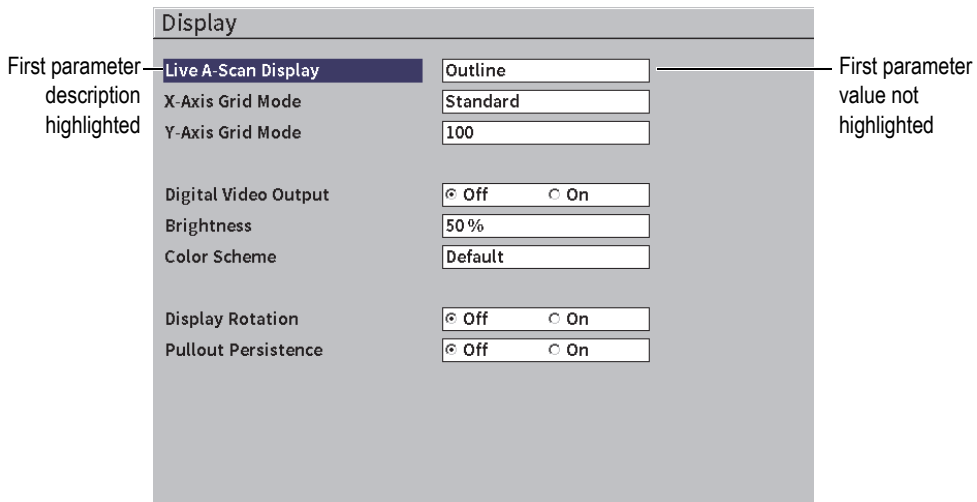 Display
First parameter
description
highlighted
Live A-Scan Display
Outline
First parameter
value not
highlighted
X-Axis Grid Mode
Standard
Y-Axis Grid Mode
100
Digital Video Output
Off On
Brightness
50 %
Color Scheme
Default
Display Rotation
Off On
Pullout Persistence
Off On